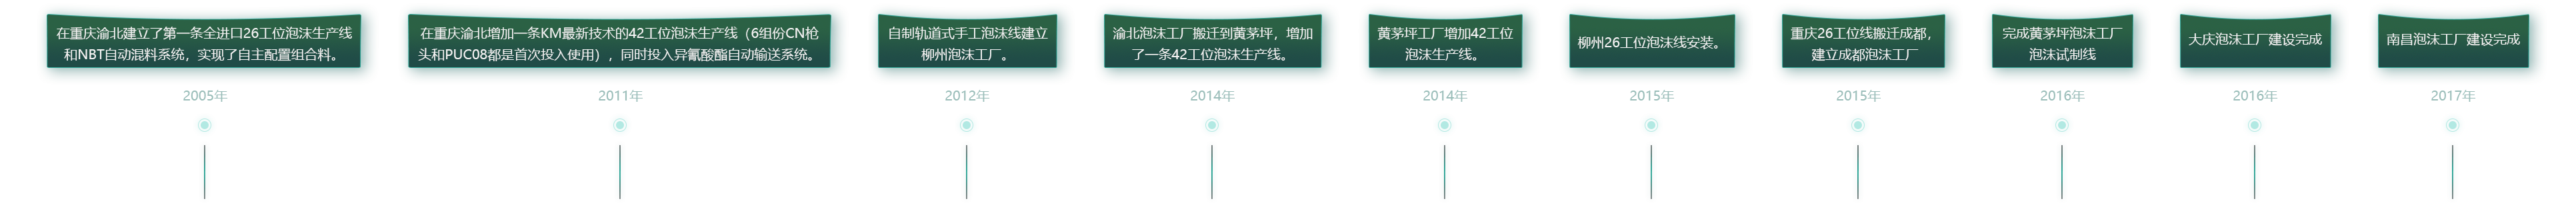 在重庆渝北建立了第一条全进口26工位泡沫生产线
和NBT自动混料系统，实现了自主配置组合料。
2005年
在重庆渝北增加一条KM最新技术的42工位泡沫生产线（6组份CN枪
头和PUC08都是首次投入使用），同时投入异氰酸酯自动输送系统。
2011年
自制轨道式手工泡沫线建立
柳州泡沫工厂。
2012年
渝北泡沫工厂搬迁到黄茅坪，增加
了一条42工位泡沫生产线。
2014年
黄茅坪工厂增加42工位
泡沫生产线。
2014年
柳州26工位泡沫线安装。
2015年
重庆26工位线搬迁成都，
建立成都泡沫工厂
2015年
完成黄茅坪泡沫工厂
泡沫试制线
2016年
大庆泡沫工厂建设完成
2016年
南昌泡沫工厂建设完成
2017年